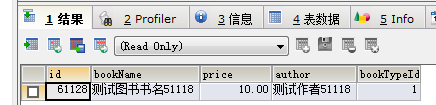 1 结果 2 Profiler 3 信息 4 表数据 5 Info
(Read Only)
id bookName price author bookTypeId
61128 测试图书书名51118 10.00 测试作者51118 1